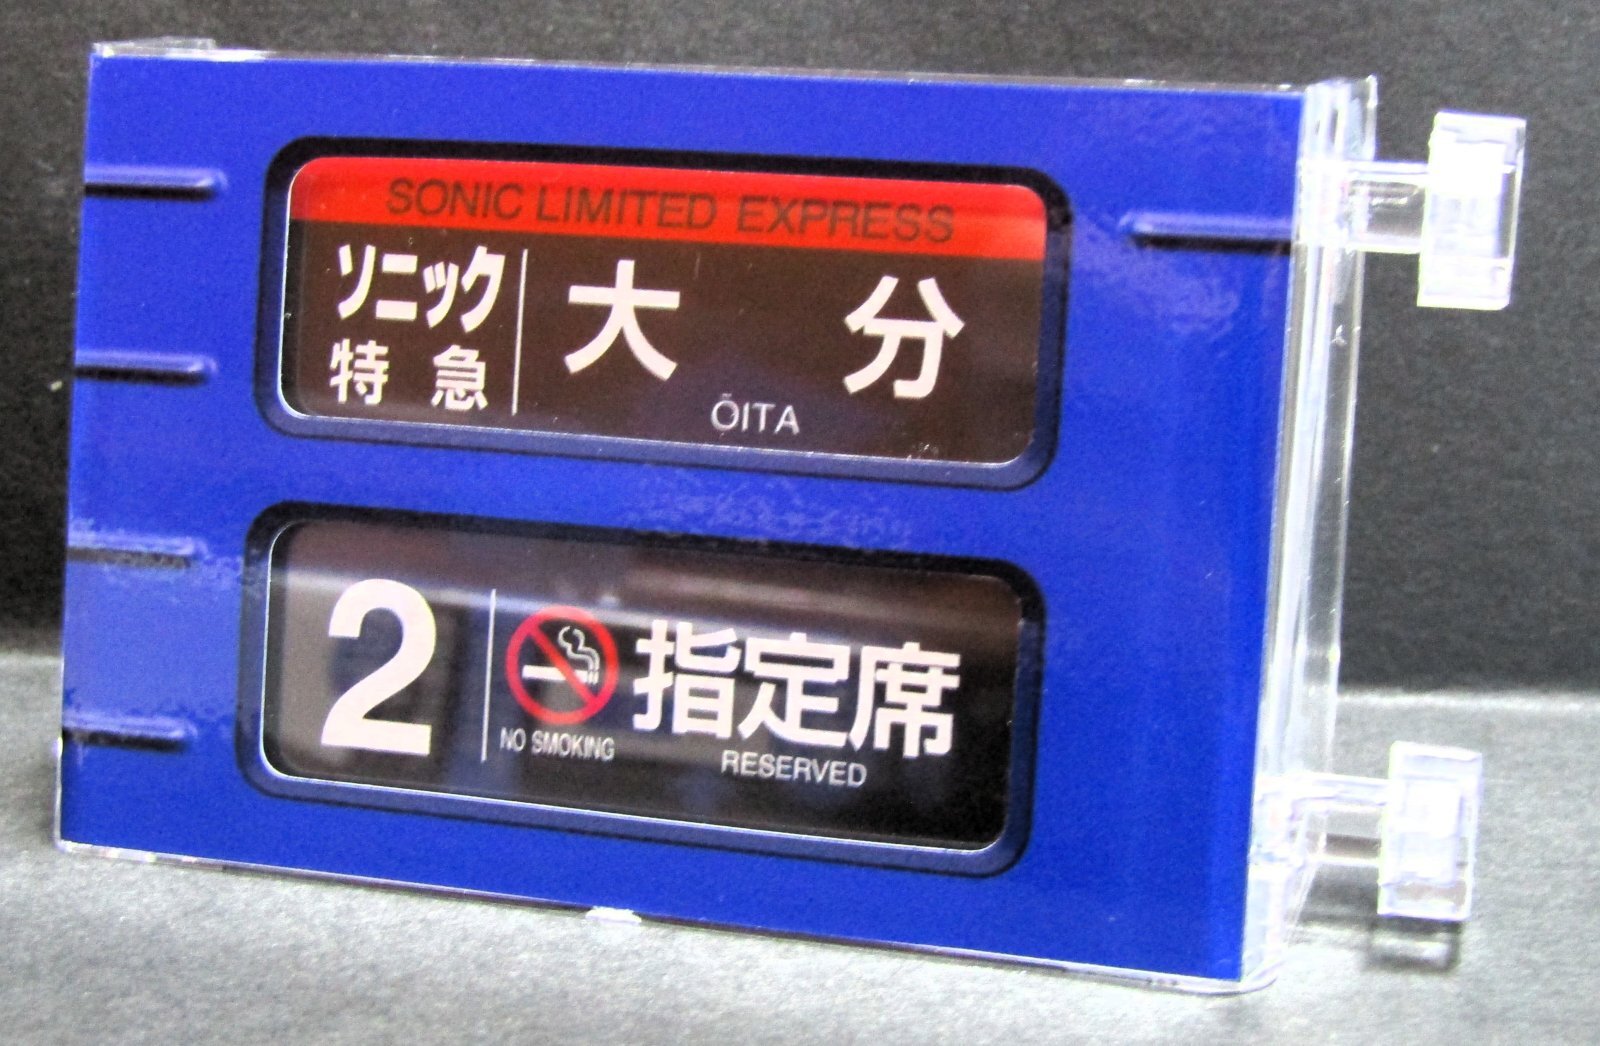 SONIC LIMITED EXPRESS
ソニック 大分
特急
ŌITA
2 指定席
NO SMOKING RESERVED